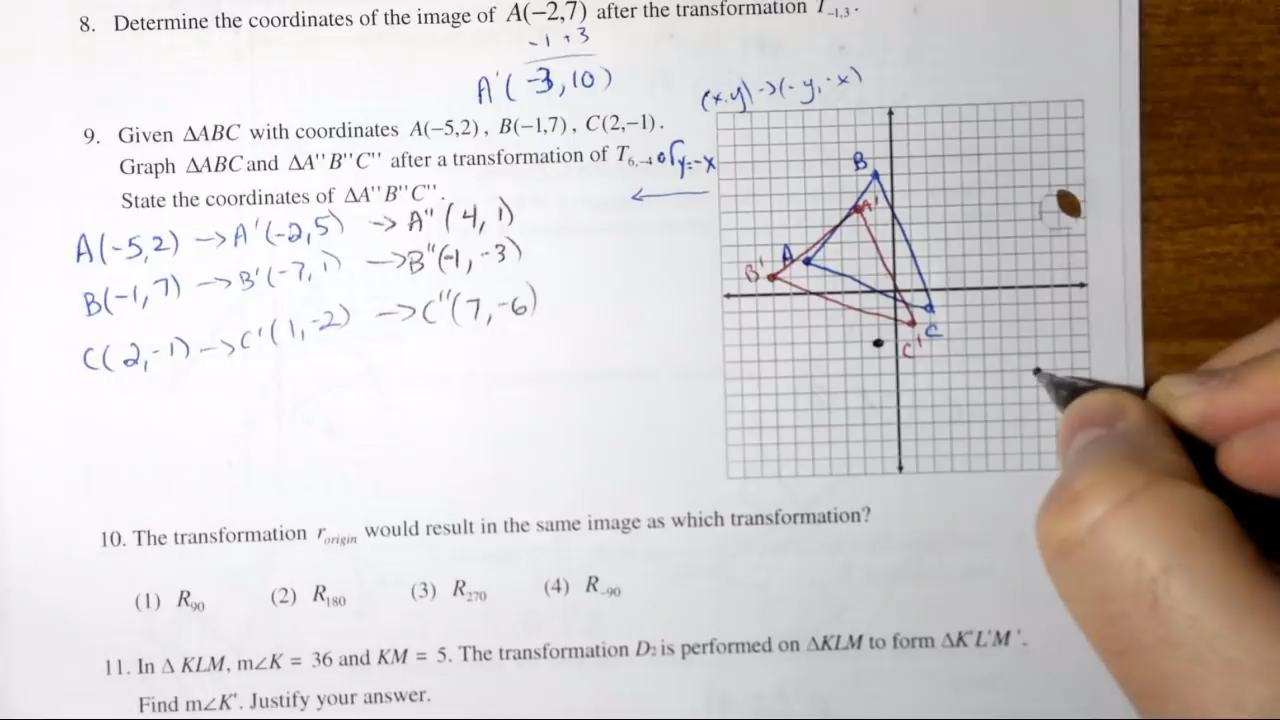 8. Determine the coordinates of the image of A(−2,7) after the transformation T₋₁,₃.
-1 +3
A'(-3,10)
(x,y)->(-y,-x)
9. Given ΔABC with coordinates A(−5,2), B(−1,7), C(2,−1).
Graph ΔABC and ΔA''B''C'' after a transformation of T₆,₋₄ o r y=-x
State the coordinates of ΔA''B''C''.
A(-5,2) -> A'(-2,5) -> A"(4,1)
B(-1,7) -> B'(-7,1) -> B"(-1,-3)
C(2,-1) -> C'(1,-2) -> C"(7,-6)
B
A'
A
B'
C
C'
10. The transformation r origin would result in the same image as which transformation?
(1) R₉₀ (2) R₁₈₀ (3) R₂₇₀ (4) R₋₉₀
11. In Δ KLM, m∠K = 36 and KM = 5. The transformation D₂ is performed on ΔKLM to form ΔK'L'M'.
Find m∠K'. Justify your answer.